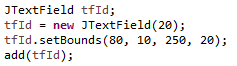 JTextField tfId;
tfId = new JTextField(20);
tfId.setBounds(80, 10, 250, 20);
add(tfId);